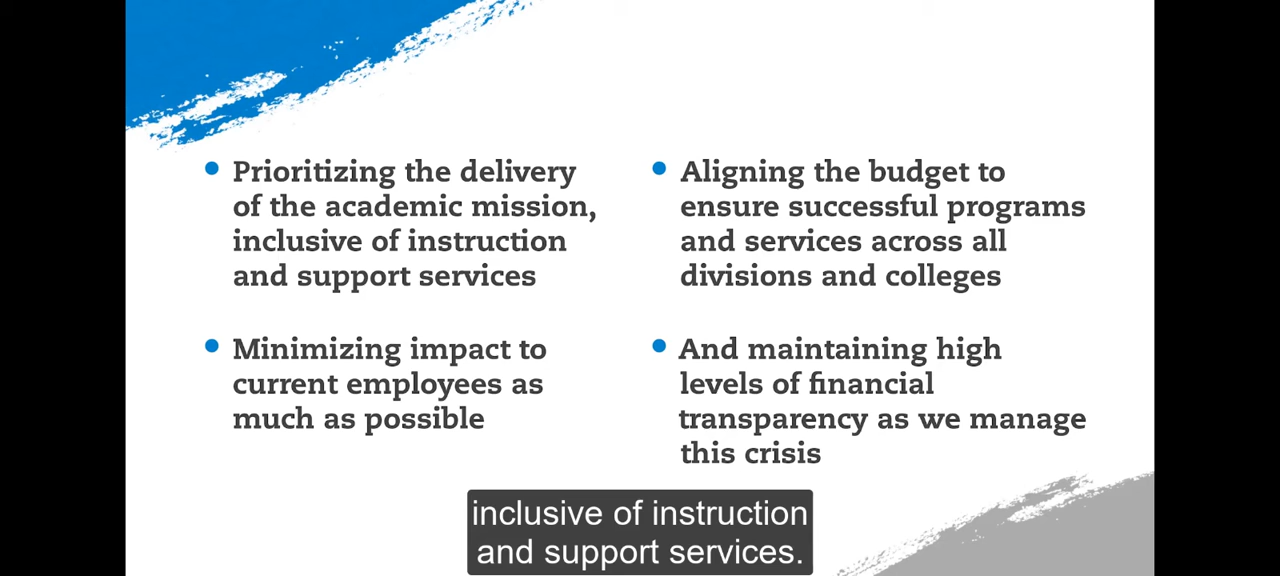 Prioritizing the delivery
of the academic mission,
inclusive of instruction
and support services
Minimizing impact to
current employees as
much as possible
Aligning the budget to
ensure successful programs
and services across all
divisions and colleges
And maintaining high
levels of financial
transparency as we manage
this crisis
inclusive of instruction
and support services.